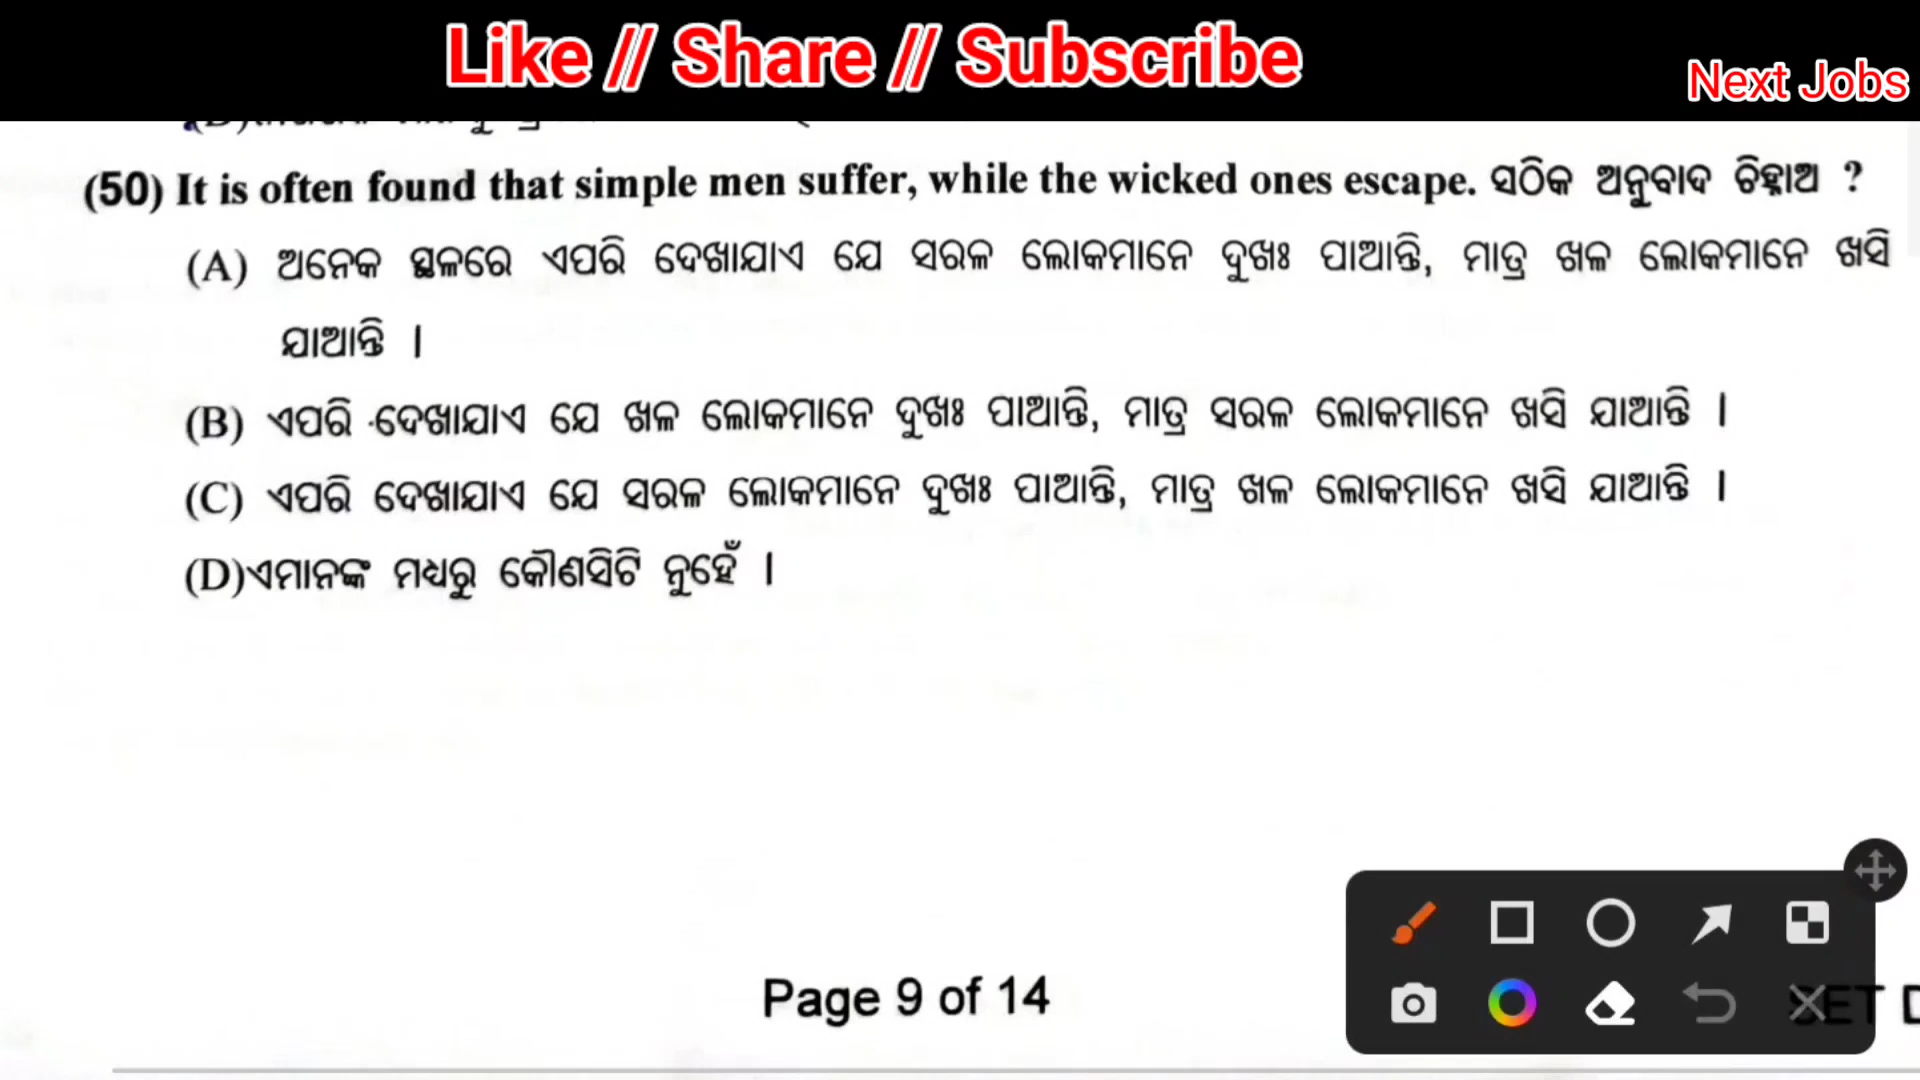 Like // Share // Subscribe
Next Jobs
(50) It is often found that simple men suffer, while the wicked ones escape. ସଠିକ ଅନୁବାଦ ଚିହ୍ନାଅ ?
(A) ଅନେକ ସ୍ଥଳରେ ଏପରି ଦେଖାଯାଏ ଯେ ସରଳ ଲୋକମାନେ ଦୁଖଃ ପାଆନ୍ତି, ମାତ୍ର ଖଳ ଲୋକମାନେ ଖସି
ଯାଆନ୍ତି ।
(B) ଏପରି ଦେଖାଯାଏ ଯେ ଖଳ ଲୋକମାନେ ଦୁଖଃ ପାଆନ୍ତି, ମାତ୍ର ସରଳ ଲୋକମାନେ ଖସି ଯାଆନ୍ତି ।
(C) ଏପରି ଦେଖାଯାଏ ଯେ ସରଳ ଲୋକମାନେ ଦୁଖଃ ପାଆନ୍ତି, ମାତ୍ର ଖଳ ଲୋକମାନେ ଖସି ଯାଆନ୍ତି ।
(D)ଏମାନଙ୍କ ମଧ୍ୟରୁ କୌଣସିଟି ନୁହେଁ ।
Page 9 of 14
SET